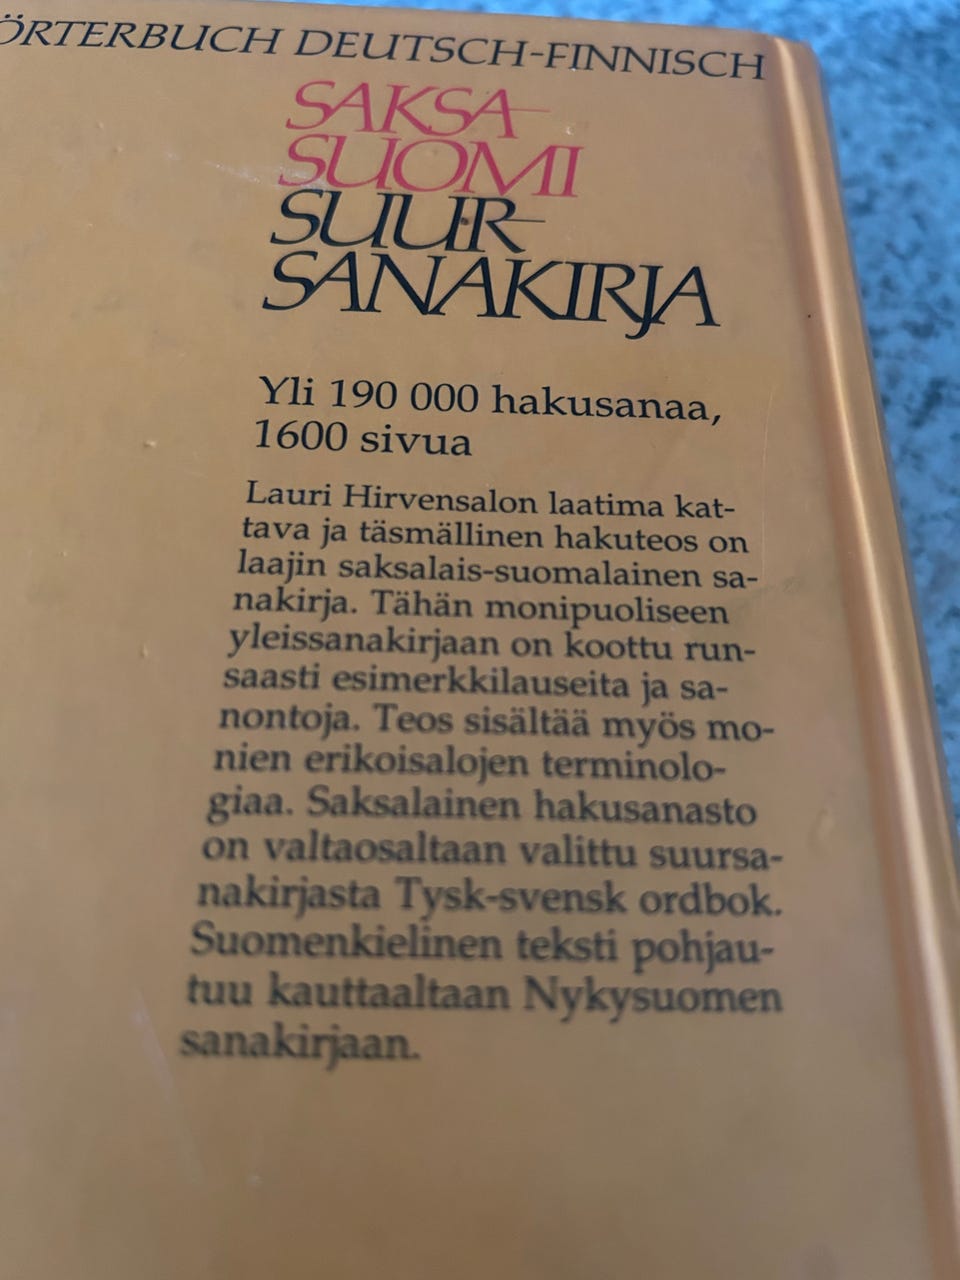 ÖRTERBUCH DEUTSCH-FINNISCH
SAKSA-
SUOMI
SUUR-
SANAKIRJA
Yli 190 000 hakusanaa,
1600 sivua
Lauri Hirvensalon laatima kat-
tava ja täsmällinen hakuteos on
laajin saksalais-suomalainen sa-
nakirja. Tähän monipuoliseen
yleissanakirjaan on koottu run-
saasti esimerkkilauseita ja sa-
nontoja. Teos sisältää myös mo-
nien erikoisalojen terminolo-
giaa. Saksalainen hakusanasto
on valtaosaltaan valittu suursa-
nakirjasta Tysk-svensk ordbok.
Suomenkielinen teksti pohjau-
tuu kauttaaltaan Nykysuomen
sanakirjaan.